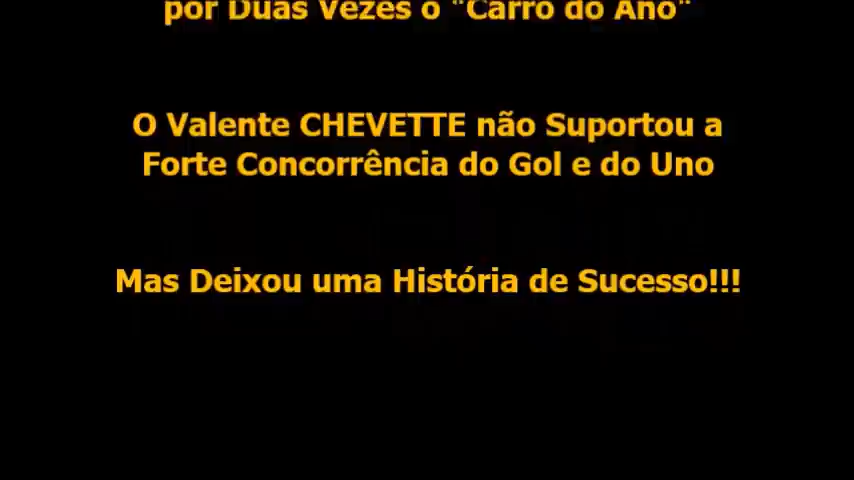 por Duas Vezes o "Carro do Ano"
O Valente CHEVETTE não Suportou a
Forte Concorrência do Gol e do Uno
Mas Deixou uma História de Sucesso!!!